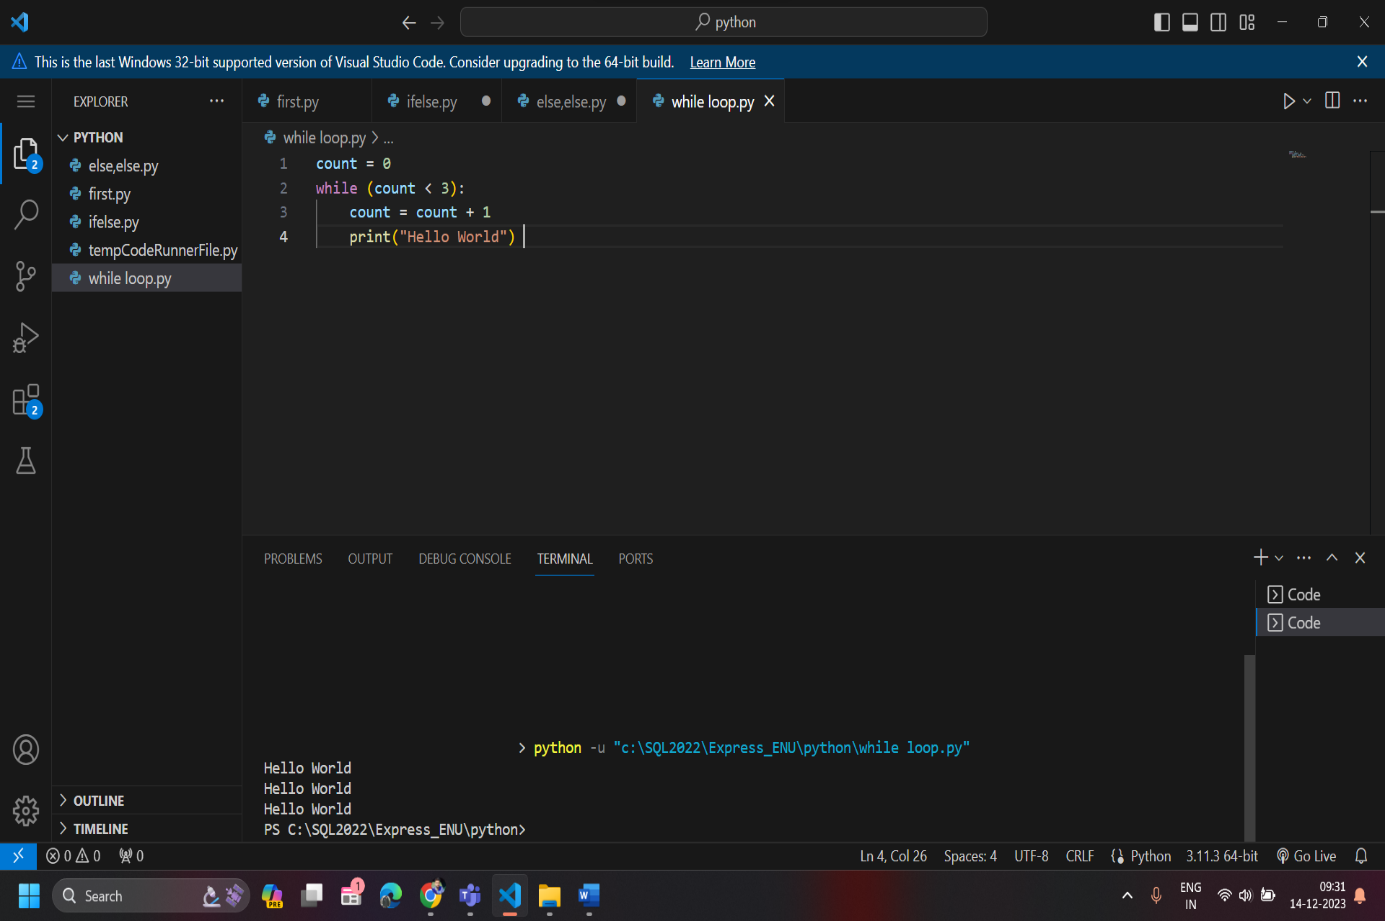 python
This is the last Windows 32-bit supported version of Visual Studio Code. Consider upgrading to the 64-bit build. Learn More
EXPLORER
first.py
ifelse.py
else,else.py
while loop.py
PYTHON
else,else.py
first.py
ifelse.py
tempCodeRunnerFile.py
while loop.py
2
2
OUTLINE
TIMELINE
while loop.py > ...
1 count = 0
2 while (count < 3):
3 count = count + 1
4 print("Hello World")
PROBLEMS OUTPUT DEBUG CONSOLE TERMINAL PORTS
Code
Code
> python -u "c:\SQL2022\Express_ENU\python\while loop.py"
Hello World
Hello World
Hello World
PS C:\SQL2022\Express_ENU\python>
0 0 0 Ln 4, Col 26 Spaces: 4 UTF-8 CRLF Python 3.11.3 64-bit Go Live
Search
PRE
1
W
ENG
IN
09:31
14-12-2023